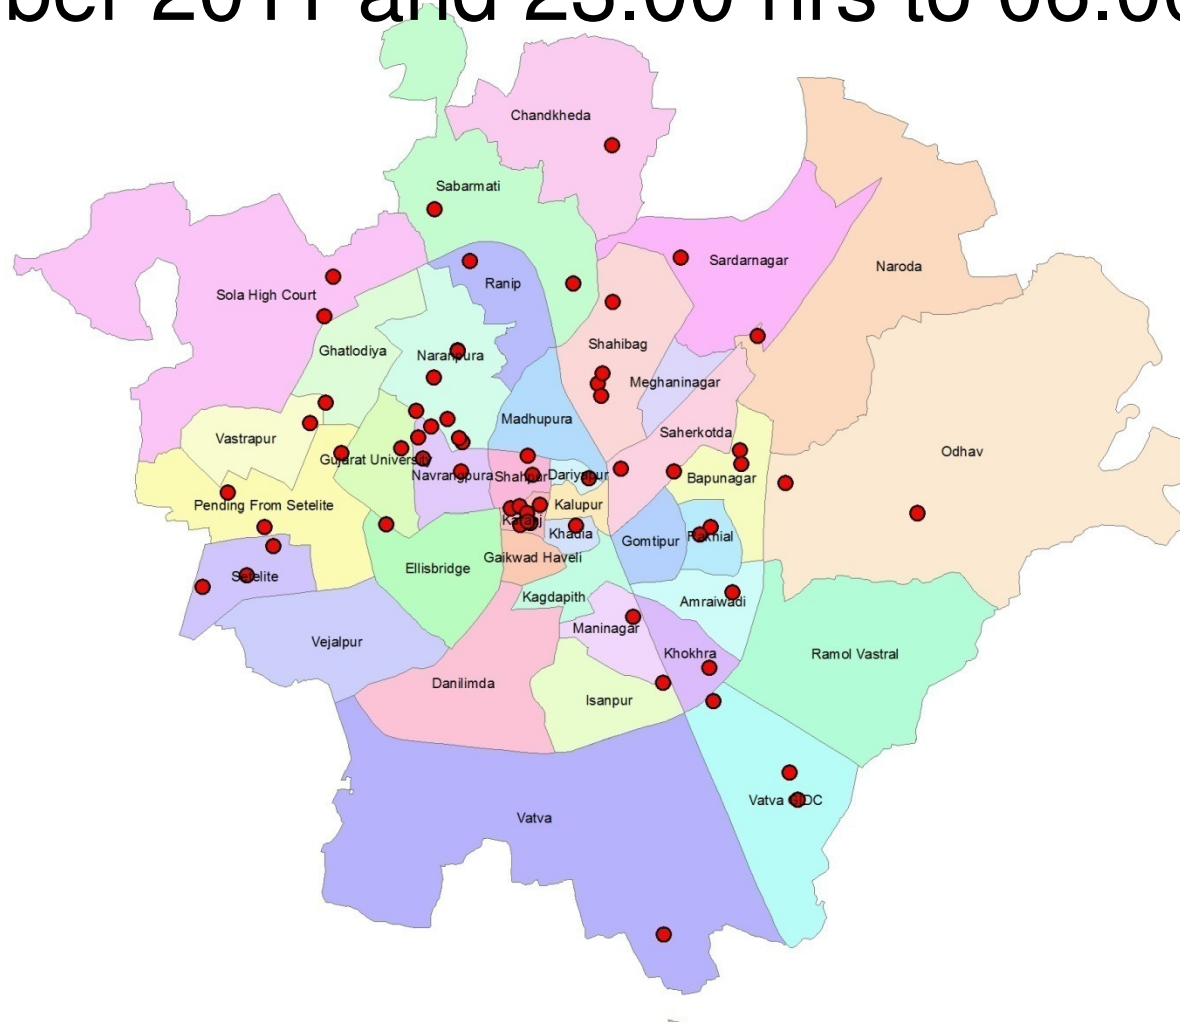 ber 2011 and 23:00 hrs to 06:00
Chandkheda
Sabarmati
Sardarnagar
Naroda
Ranip
Sola High Court
Shahibag
Ghatlodiya
Naranpura
Meghaninagar
Madhupura
Saherkotda
Vastrapur
Odhav
Gujarat University
Navrangpura
Shahpur
Dariyapur
Bapunagar
Pending From Setelite
Kalupur
Karanj
Khadia
Gomtipur
Rakhial
Gaikwad Haveli
Ellisbridge
Setelite
Kagdapith
Amraiwadi
Maninagar
Vejalpur
Khokhra
Ramol Vastral
Danilimda
Isanpur
Vatva GIDC
Vatva